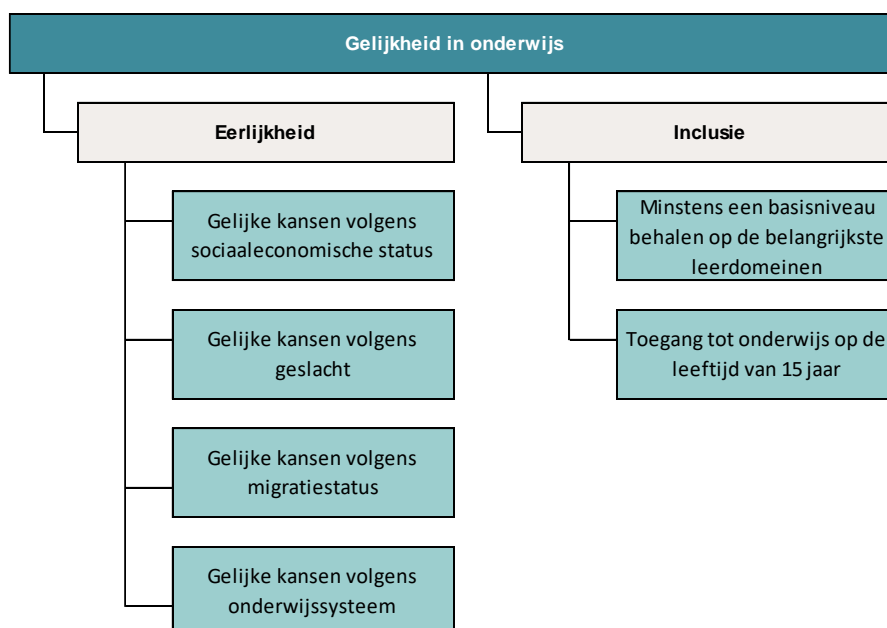 Gelijkheid in onderwijs
Eerlijkheid
Gelijke kansen volgens
sociaaleconomische status
Gelijke kansen volgens
geslacht
Gelijke kansen volgens
migratiestatus
Gelijke kansen volgens
onderwijssysteem
Inclusie
Minstens een basisniveau
behalen op de belangrijkste
leerdomeinen
Toegang tot onderwijs op de
leeftijd van 15 jaar